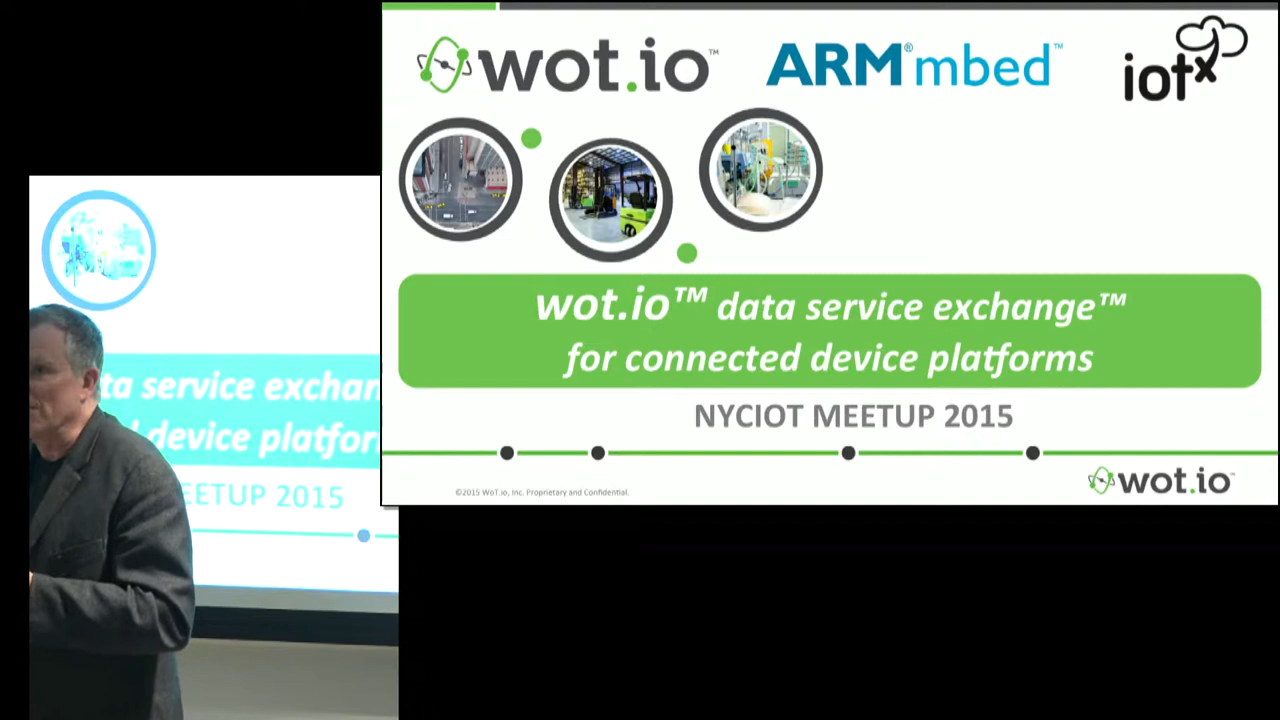 wot.io™
ARM®mbed™
iotx
wot.io™ data service exchange™
for connected device platforms
NYCIOT MEETUP 2015
©2015 WoT.io, Inc. Proprietary and Confidential.
wot.io™
ta service exchan
device platfor
EETUP 2015